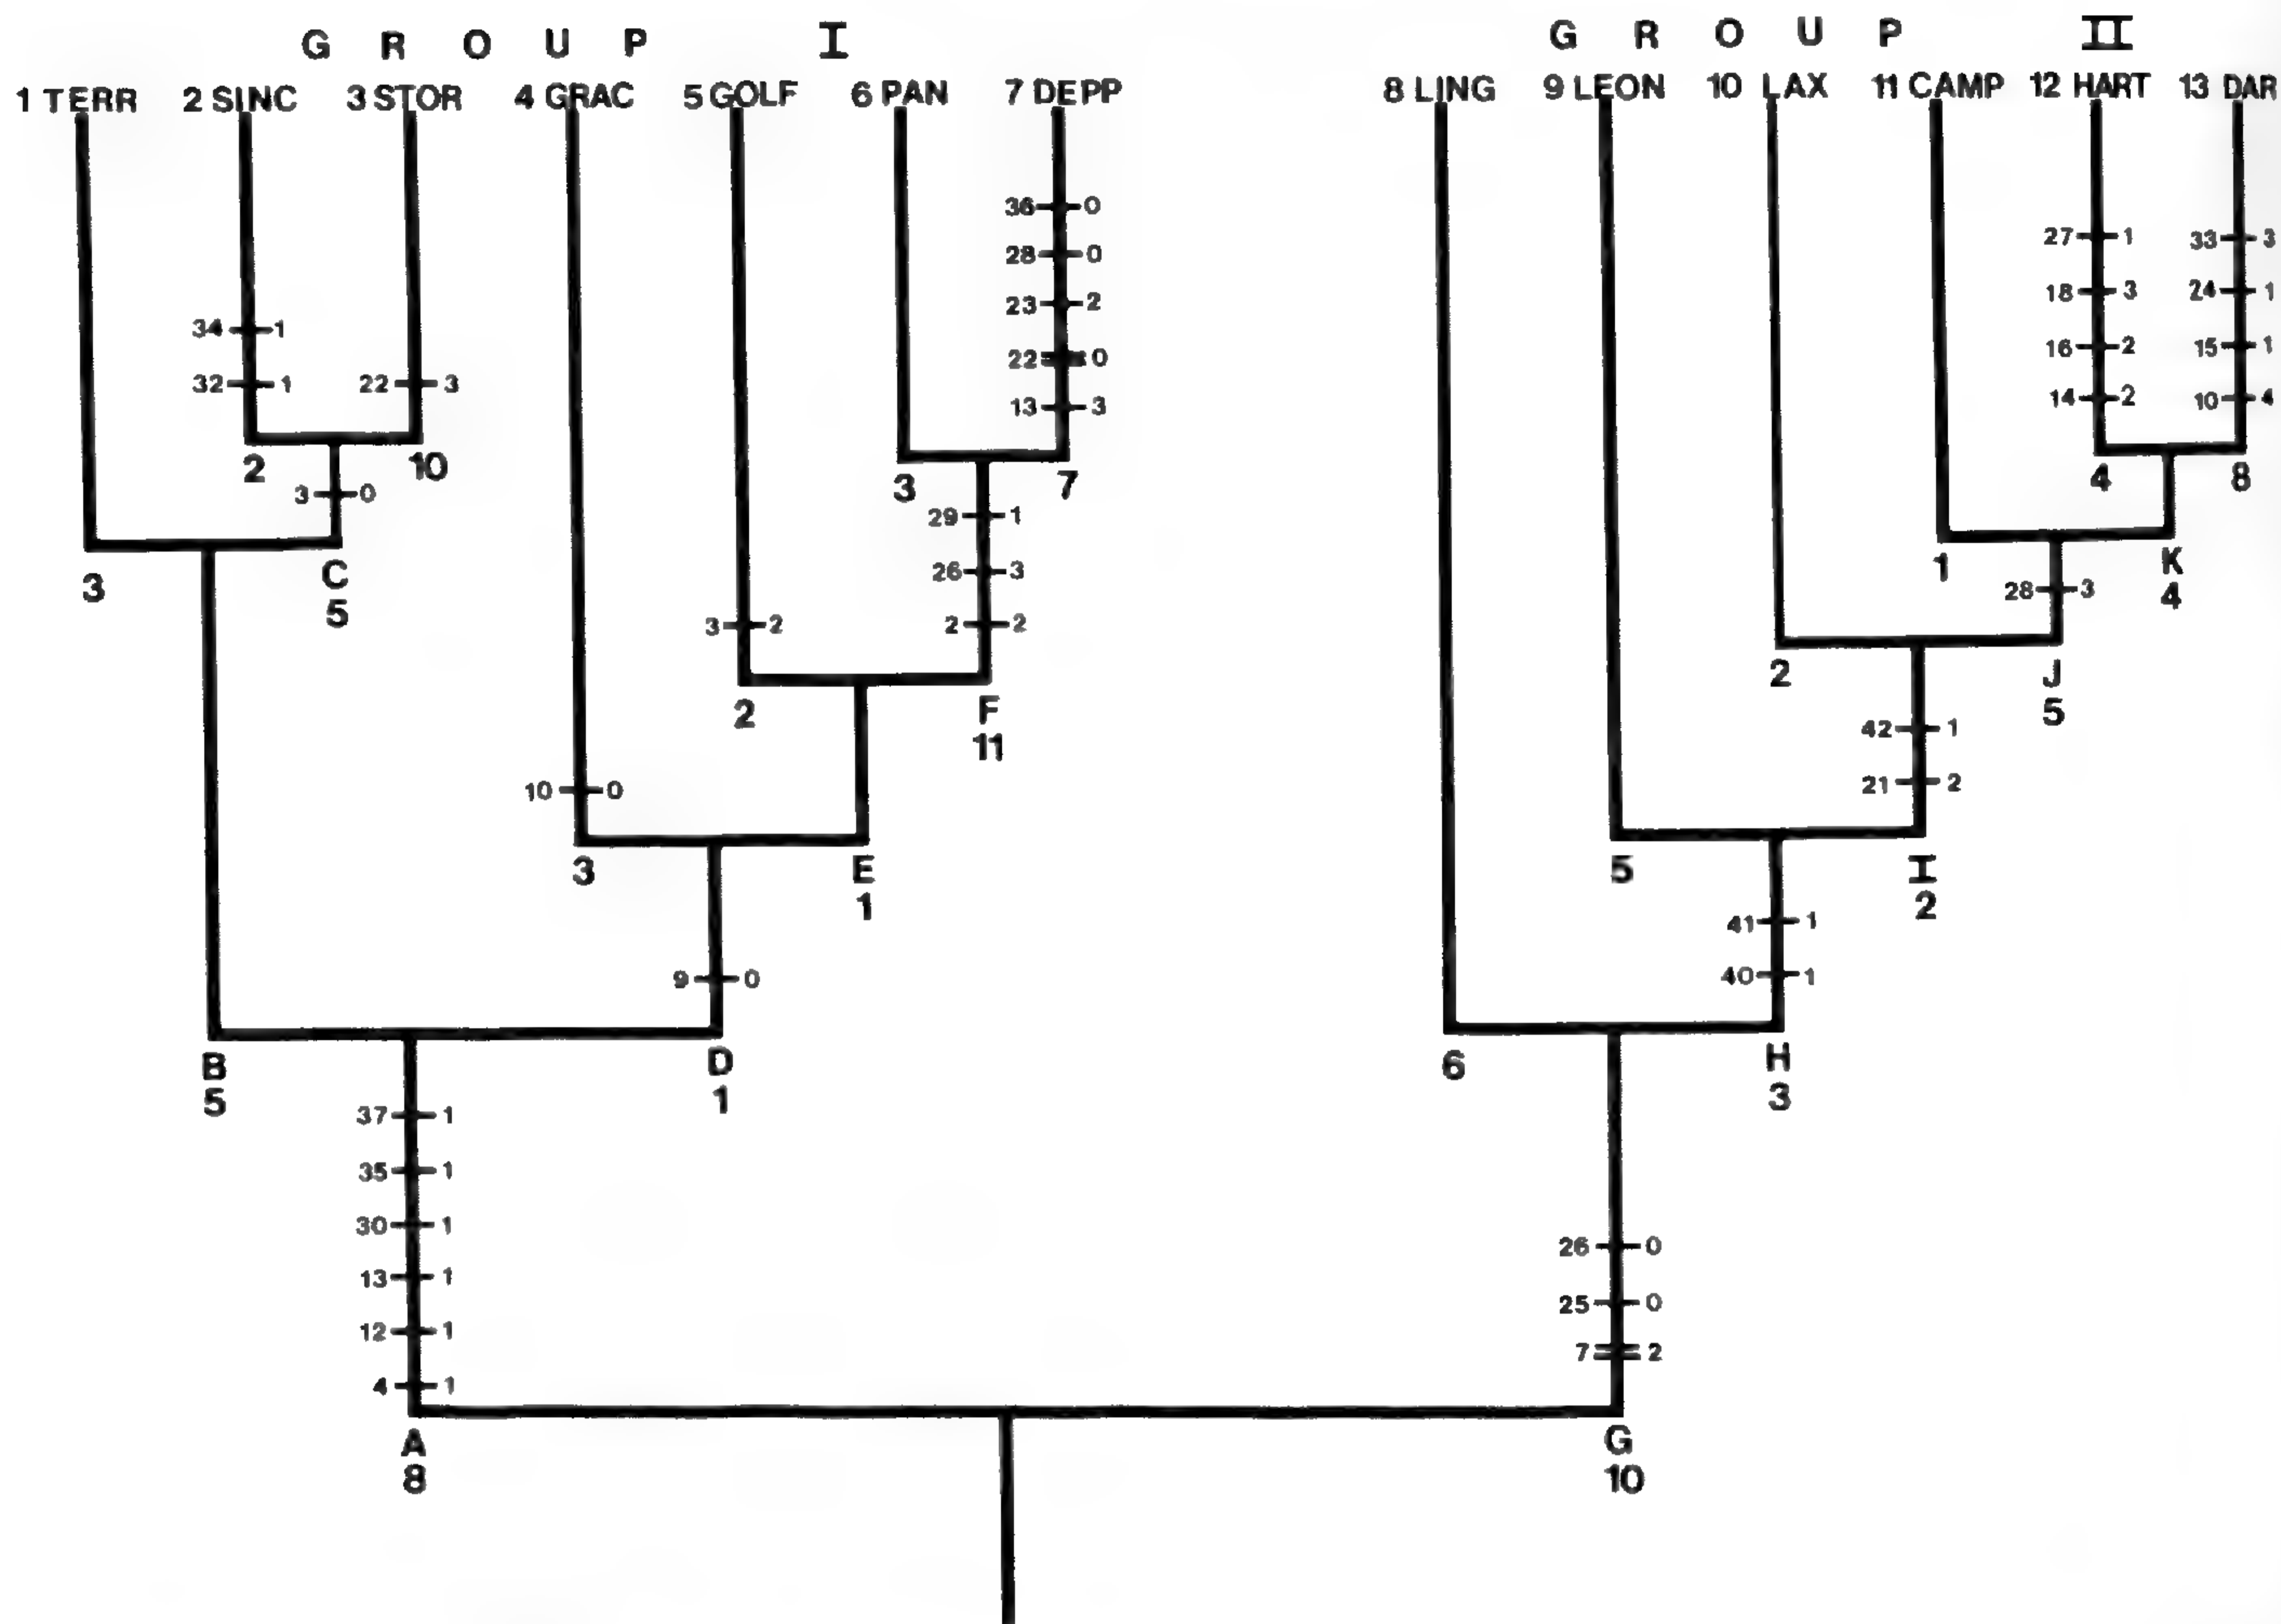 GROUP I GROUP II
1 TERR 2 SINC 3 STOR 4 GRAC 5 GOLF 6 PAN 7 DEPP 8 LING 9 LEON 10 LAX 11 CAMP 12 HART 13 DAR
36 0
27 1 33 3
28 0
18 3 24 1
23 2
34 1
16 2 15 1
22 0
32 1 22 3
14 2 10 4
13 3
2 10 4 8
3 7
3 0
29 1
3 C 1 K
26 3
28 3 4
5
3 2 2 2
2 J
2 F 5
11
42 1
21 2
10 0
3 E 5 I
1 2
41 1
40 1
9 0
B D 6 H
5 1 3
37 1
35 1
30 1
26 0
13 1
25 0
12 1
7 2
4 1
A G
8 10